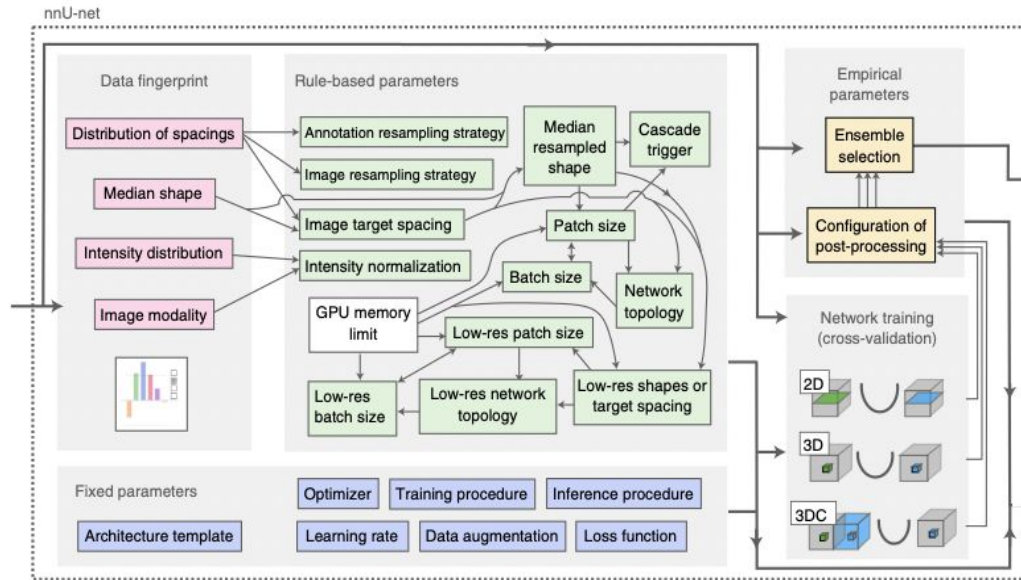 nnU-net
Data fingerprint
Distribution of spacings
Median shape
Intensity distribution
Image modality
Rule-based parameters
Annotation resampling strategy
Image resampling strategy
Image target spacing
Intensity normalization
Median
resampled
shape
Cascade
trigger
Patch size
Batch size
Network
topology
GPU memory
limit
Low-res patch size
Low-res
batch size
Low-res network
topology
Low-res shapes or
target spacing
Empirical
parameters
Ensemble
selection
Configuration of
post-processing
Network training
(cross-validation)
2D
3D
3DC
Fixed parameters
Architecture template
Optimizer
Training procedure
Inference procedure
Learning rate
Data augmentation
Loss function